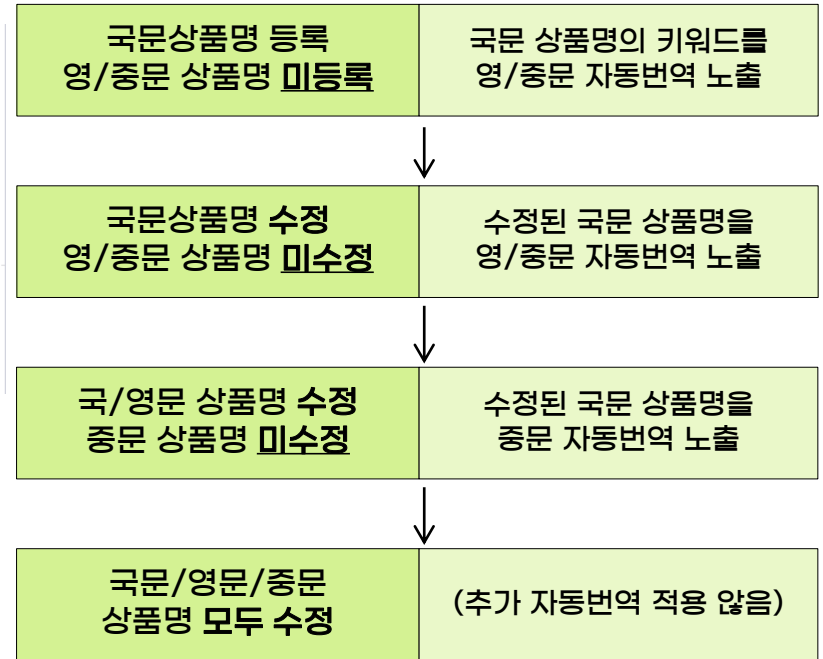 국문상품명 등록
영/중문 상품명 미등록
국문 상품명의 키워드를
영/중문 자동번역 노출
국문상품명 수정
영/중문 상품명 미수정
수정된 국문 상품명을
영/중문 자동번역 노출
국/영문 상품명 수정
중문 상품명 미수정
수정된 국문 상품명을
중문 자동번역 노출
국문/영문/중문
상품명 모두 수정
(추가 자동번역 적용 않음)